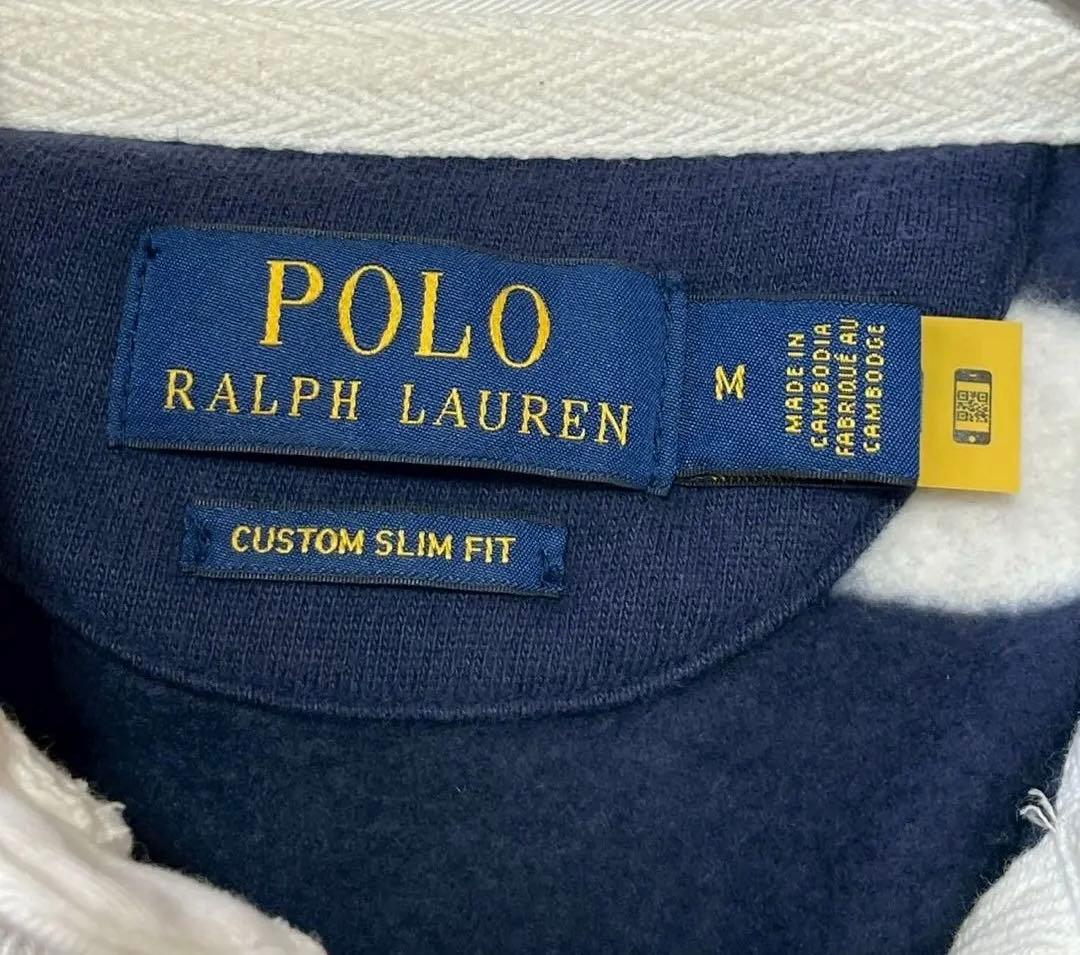 POLO
RALPH LAUREN
M
MADE IN
CAMBODIA
FABRIQUÉ AU
CAMBODGE
CUSTOM SLIM FIT